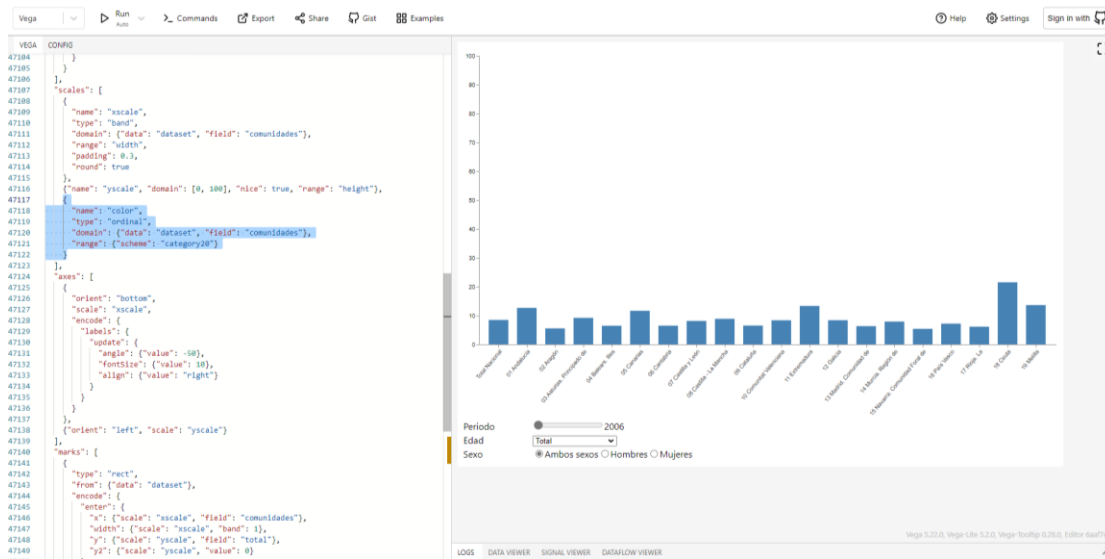 Vega
Run
Auto
Commands
Export
Share
Gist
Examples
Help
Settings
Sign in with
VEGA CONFIG
47104 }
47105 }
47106 ],
47107 "scales": [
47108 {
47109 "name": "xscale",
47110 "type": "band",
47111 "domain": {"data": "dataset", "field": "comunidades"},
47112 "range": "width",
47113 "padding": 0.3,
47114 "round": true
47115 },
47116 {"name": "yscale", "domain": [0, 100], "nice": true, "range": "height"},
47117 {
47118 "name": "color",
47119 "type": "ordinal",
47120 "domain": {"data": "dataset", "field": "comunidades"},
47121 "range": {"scheme": "category20"}
47122 }
47123 ],
47124 "axes": [
47125 {
47126 "orient": "bottom",
47127 "scale": "xscale",
47128 "encode": {
47129 "labels": {
47130 "update": {
47131 "angle": {"value": -50},
47132 "fontSize": {"value": 10},
47133 "align": {"value": "right"}
47134 }
47135 }
47136 }
47137 },
47138 {"orient": "left", "scale": "yscale"}
47139 ],
47140 "marks": [
47141 {
47142 "type": "rect",
47143 "from": {"data": "dataset"},
47144 "encode": {
47145 "enter": {
47146 "x": {"scale": "xscale", "field": "comunidades"},
47147 "width": {"scale": "xscale", "band": 1},
47148 "y": {"scale": "yscale", "field": "total"},
47149 "y2": {"scale": "yscale", "value": 0}
47150 }
100
90
80
70
60
50
40
30
20
10
0
Total Nacional
01 Andalucía
02 Aragón
03 Asturias, Principado de
04 Balears, Illes
05 Canarias
06 Cantabria
07 Castilla y León
08 Castilla - La Mancha
09 Cataluña
10 Comunitat Valenciana
11 Extremadura
12 Galicia
13 Madrid, Comunidad de
14 Murcia, Región de
15 Navarra, Comunidad Foral de
16 País Vasco
17 Rioja, La
18 Ceuta
19 Melilla
Periodo 2006
Edad Total
Sexo Ambos sexos Hombres Mujeres
Vega 5.22.0, Vega-Lite 5.2.0, Vega-Tooltip 0.28.0, Editor
LOGS DATA VIEWER SIGNAL VIEWER DATAFLOW VIEWER